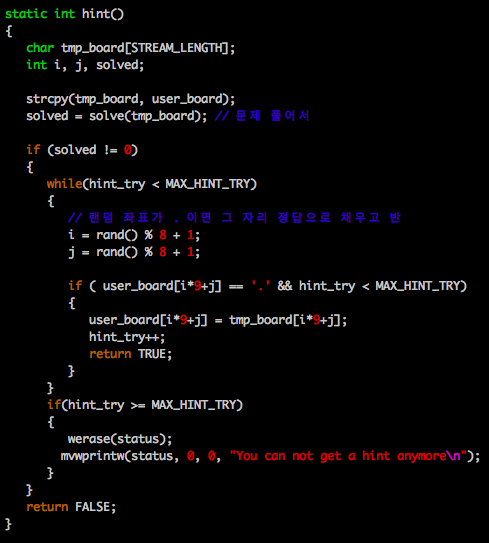 static int hint()
{
   char tmp_board[STREAM_LENGTH];
   int i, j, solved;

   strcpy(tmp_board, user_board);
   solved = solve(tmp_board); // 문제 풀어서

   if (solved != 0)
   {
      while(hint_try < MAX_HINT_TRY)
      {
         // 랜덤 좌표가 . 이면 그 자리 정답으로 채우고 반
         i = rand() % 8 + 1;
         j = rand() % 8 + 1;

         if ( user_board[i*9+j] == '.' && hint_try < MAX_HINT_TRY)
         {
            user_board[i*9+j] = tmp_board[i*9+j];
            hint_try++;
            return TRUE;
         }
      }
      if(hint_try >= MAX_HINT_TRY)
      {
         werase(status);
        mvwprintw(status, 0, 0, "You can not get a hint anymore\n");
      }
   }
   return FALSE;
}